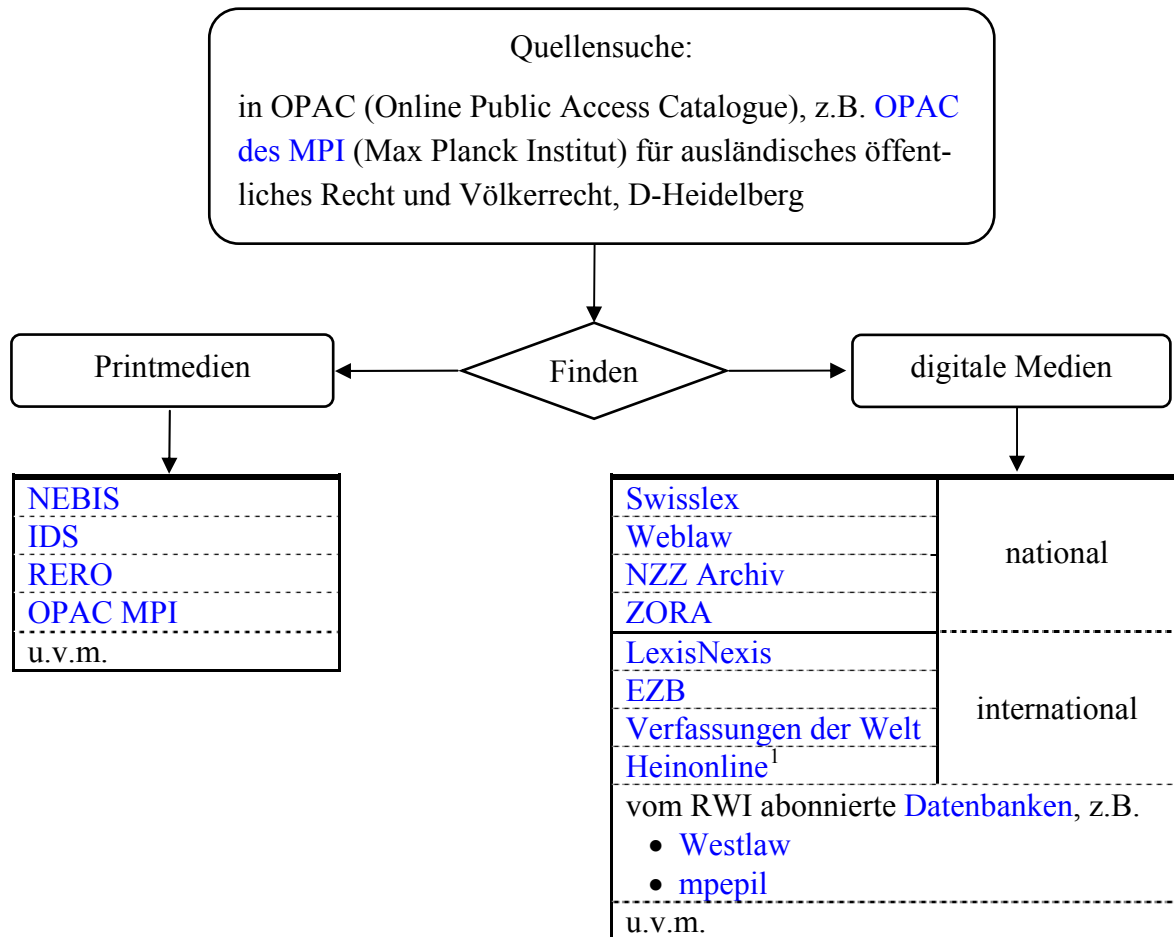 Quellensuche:
in OPAC (Online Public Access Catalogue), z.B. OPAC
des MPI (Max Planck Institut) für ausländisches öffent-
liches Recht und Völkerrecht, D-Heidelberg
Printmedien
Finden
digitale Medien
NEBIS
IDS
RERO
OPAC MPI
u.v.m.
Swisslex
Weblaw
NZZ Archiv
ZORA
national
LexisNexis
EZB
Verfassungen der Welt
Heinonline¹
international
vom RWI abonnierte Datenbanken, z.B.
• Westlaw
• mpepil
u.v.m.